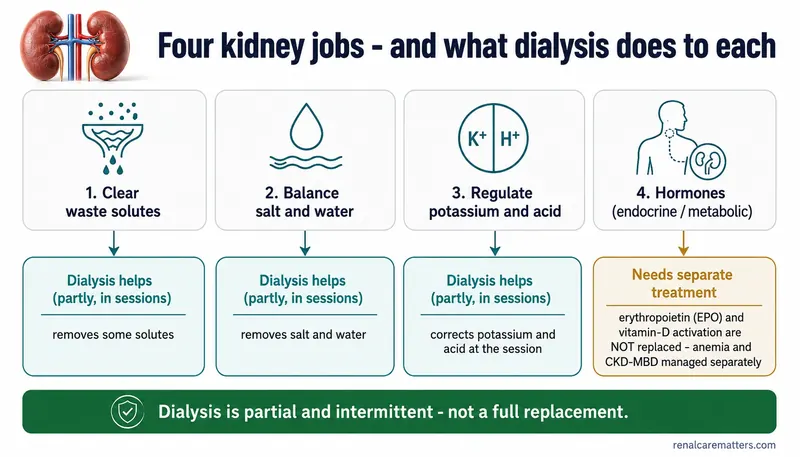 Four kidney jobs - and what dialysis does to each
1. Clear
waste solutes
2. Balance
salt and water
K⁺ H⁺
3. Regulate
potassium and acid
4. Hormones
(endocrine / metabolic)
Dialysis helps
(partly, in sessions)
removes some solutes
Dialysis helps
(partly, in sessions)
removes salt and water
Dialysis helps
(partly, in sessions)
corrects potassium and
acid at the session
Needs separate
treatment
erythropoietin (EPO) and
vitamin-D activation are
NOT replaced – anemia and
CKD-MBD managed separately
Dialysis is partial and intermittent - not a full replacement.
renalcarematters.com